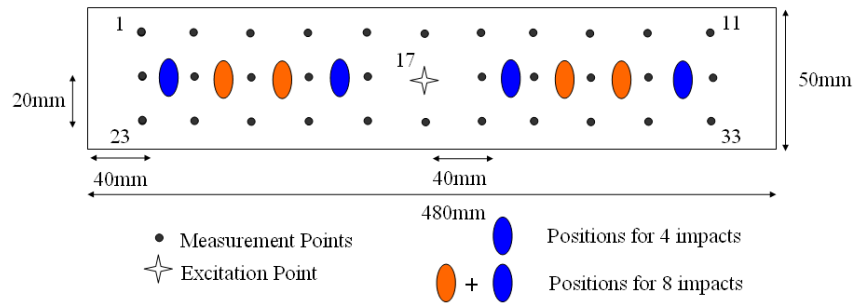 1
11
17
20mm
50mm
23
33
40mm
40mm
480mm
Measurement Points
Positions for 4 impacts
Excitation Point
+
Positions for 8 impacts